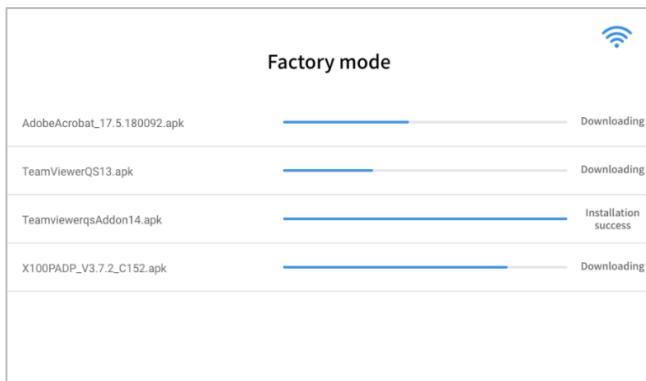 Factory mode
AdobeAcrobat_17.5.180092.apk
Downloading
TeamViewerQS13.apk
Downloading
TeamviewerqsAddon14.apk
Installation
success
X100PADP_V3.7.2_C152.apk
Downloading